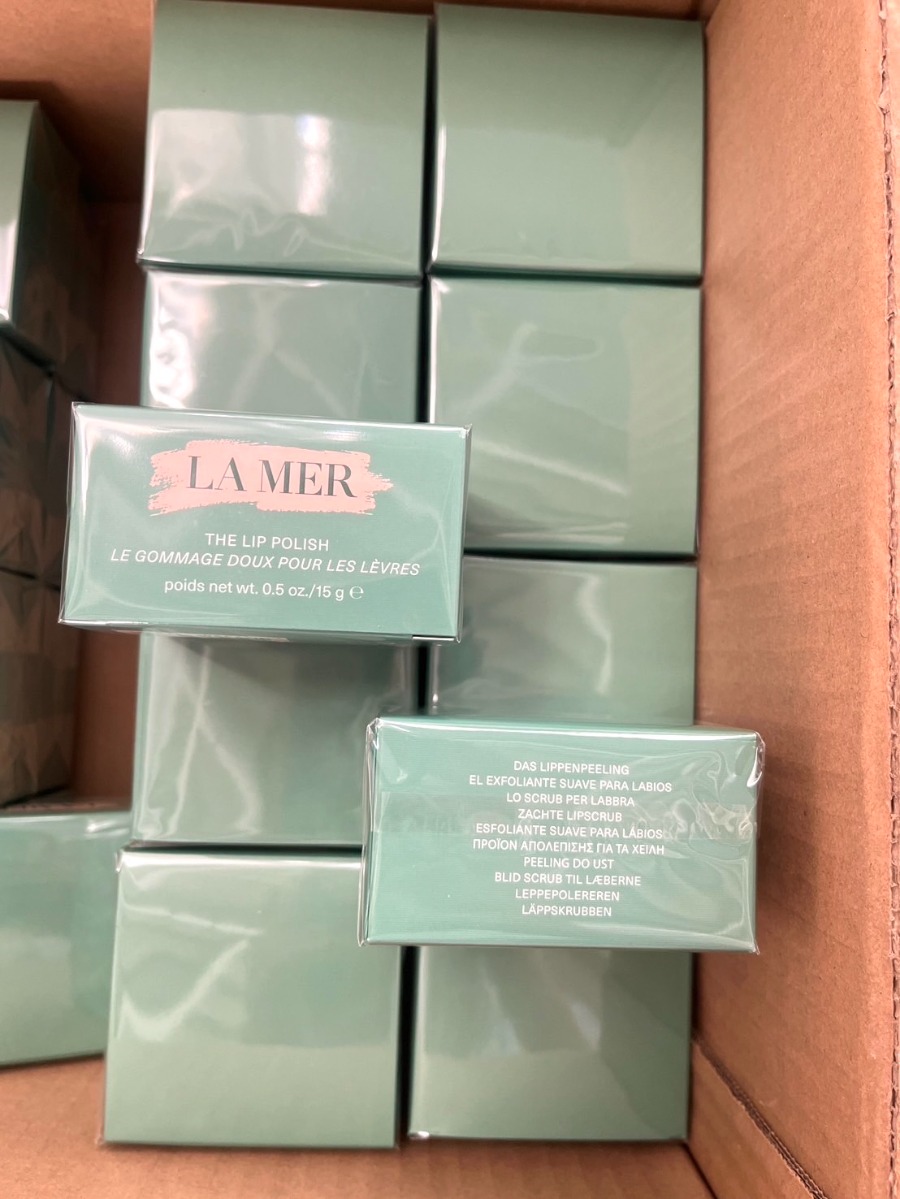 LA MER
THE LIP POLISH
LE GOMMAGE DOUX POUR LES LÈVRES
poids net wt. 0.5 oz./15 g ℮
DAS LIPPENPEELING
EL EXFOLIANTE SUAVE PARA LABIOS
LO SCRUB PER LABBRA
ZACHTE LIPSCRUB
ESFOLIANTE SUAVE PARA LÁBIOS
ΠΡΟΪΟΝ ΑΠΟΛΕΠΙΣΗΣ ΓΙΑ ΤΑ ΧΕΙΛΗ
PEELING DO UST
BLID SCRUB TIL LÆBERNE
LEPPEPOLEREREN
LÄPPSKRUBBEN